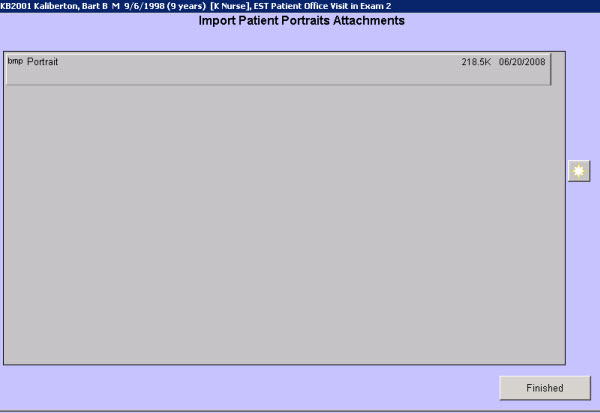 KB2001 Kaliberton, Bart B M 9/6/1998 (9 years) [K Nurse], EST Patient Office Visit in Exam 2
Import Patient Portraits Attachments
bmp Portrait 218.5K 06/20/2008
Finished